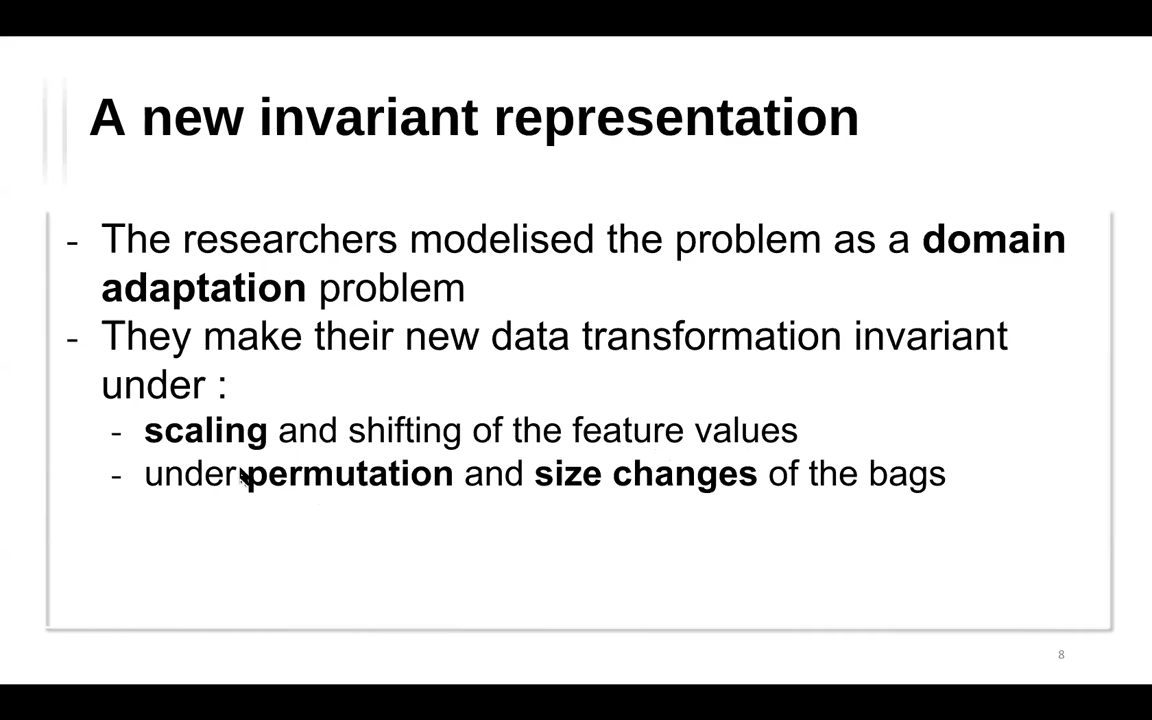 A new invariant representation
- The researchers modelised the problem as a domain
adaptation problem
- They make their new data transformation invariant
under :
- scaling and shifting of the feature values
- under permutation and size changes of the bags
8